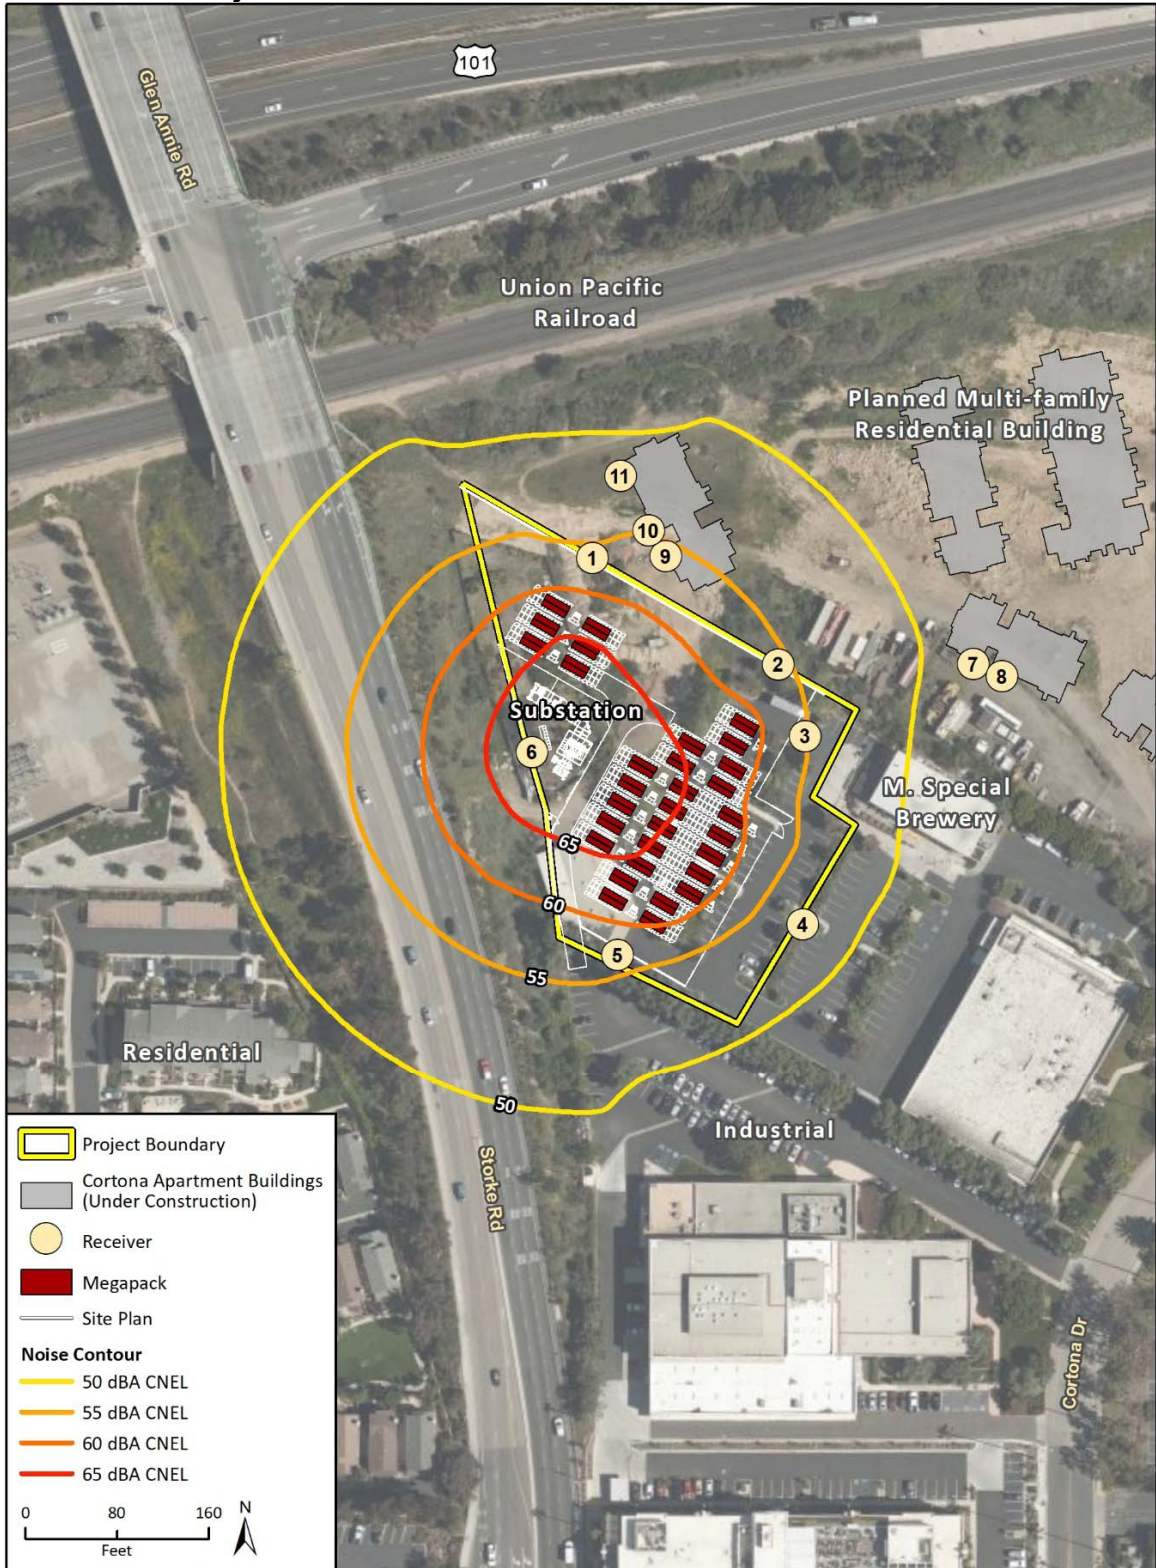 101
Glen Annie Rd
Union Pacific
Railroad
Planned Multi-family
Residential Building
11
10
1
9
2
7
8
3
Substation
6
M. Special
Brewery
65
60
4
5
55
Residential
50
Industrial
Storke Rd
Cortona Dr
Project Boundary
Cortona Apartment Buildings
(Under Construction)
Receiver
Megapack
Site Plan
Noise Contour
50 dBA CNEL
55 dBA CNEL
60 dBA CNEL
65 dBA CNEL
0 80 160
Feet
N